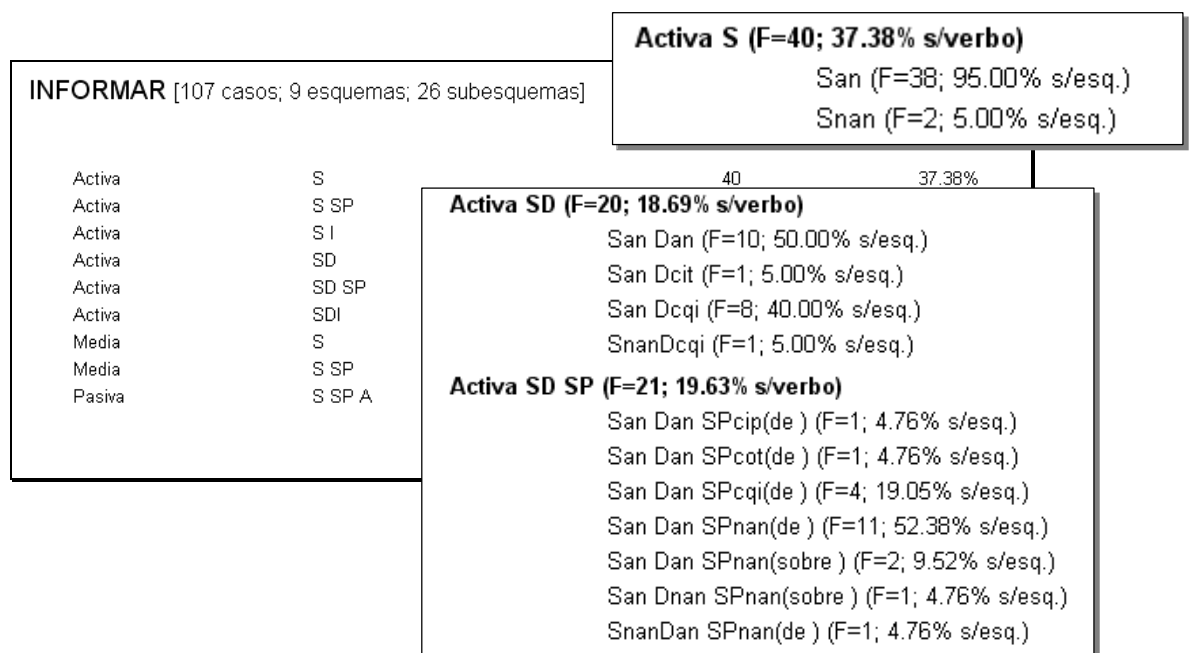 Activa S (F=40; 37.38% s/verbo)
San (F=38; 95.00% s/esq.)
Snan (F=2; 5.00% s/esq.)
INFORMAR [107 casos; 9 esquemas; 26 subesquemas]
Activa S 40 37.38%
Activa S SP
Activa S I
Activa SD
Activa SD SP
Activa SDI
Media S
Media S SP
Pasiva S SP A
Activa SD (F=20; 18.69% s/verbo)
San Dan (F=10; 50.00% s/esq.)
San Dcit (F=1; 5.00% s/esq.)
San Dcqi (F=8; 40.00% s/esq.)
SnanDcqi (F=1; 5.00% s/esq.)
Activa SD SP (F=21; 19.63% s/verbo)
San Dan SPcip(de ) (F=1; 4.76% s/esq.)
San Dan SPcot(de ) (F=1; 4.76% s/esq.)
San Dan SPcqi(de ) (F=4; 19.05% s/esq.)
San Dan SPnan(de ) (F=11; 52.38% s/esq.)
San Dan SPnan(sobre ) (F=2; 9.52% s/esq.)
San Dnan SPnan(sobre ) (F=1; 4.76% s/esq.)
SnanDan SPnan(de ) (F=1; 4.76% s/esq.)